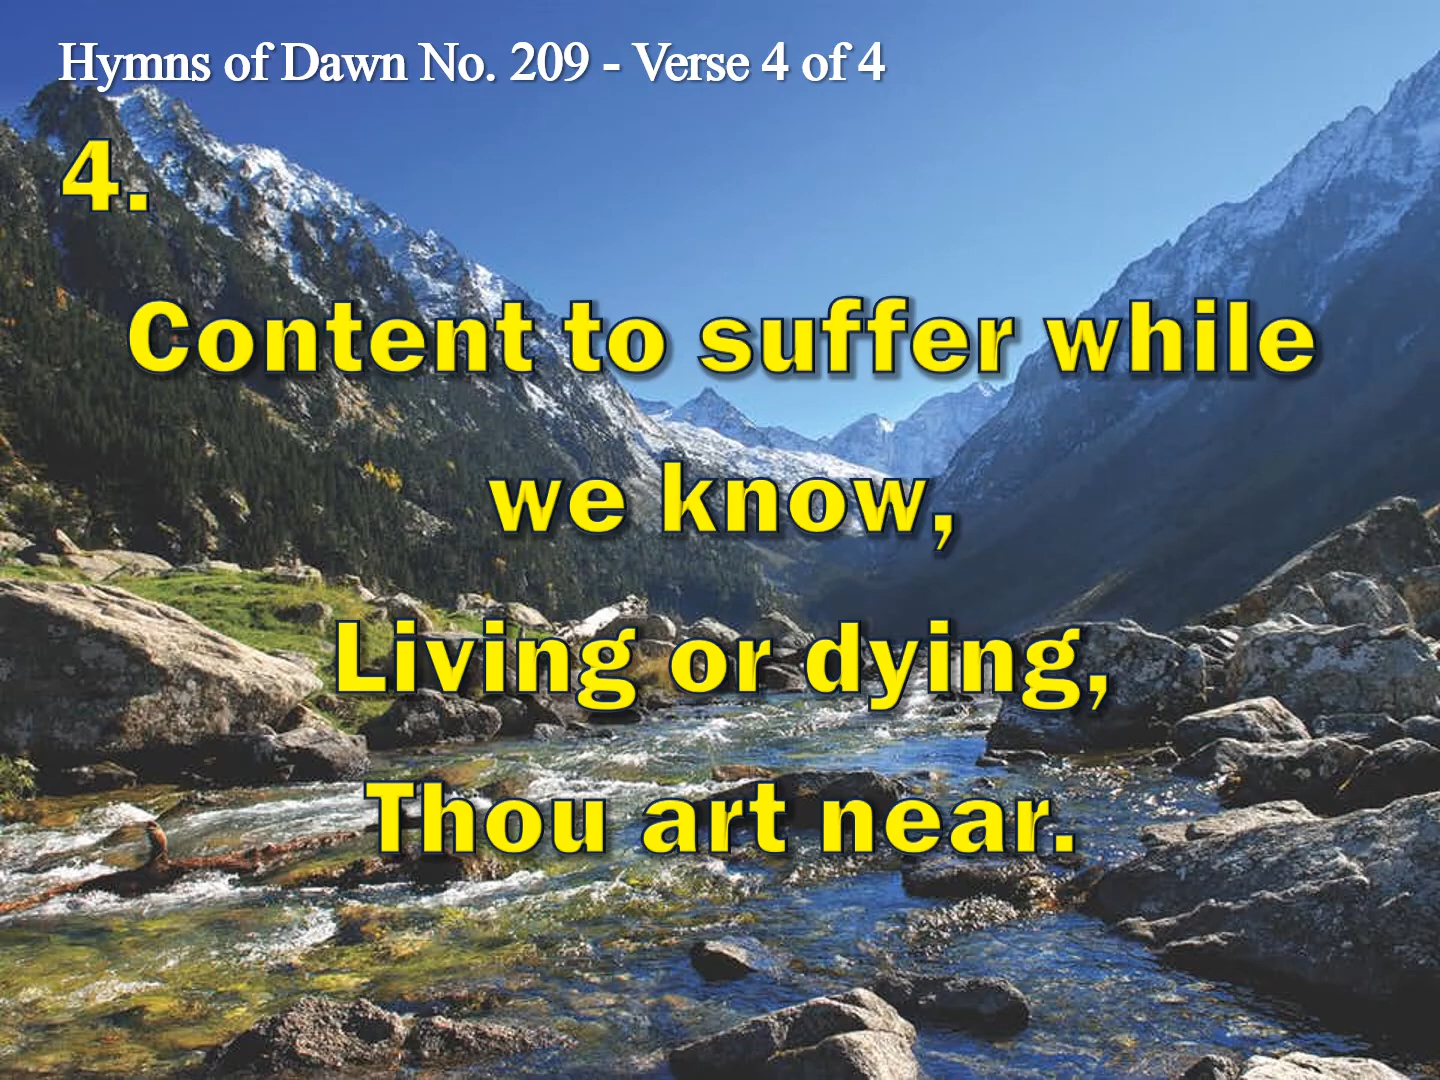 Hymns of Dawn No. 209 - Verse 4 of 4
4.
Content to suffer while
we know,
Living or dying,
Thou art near.